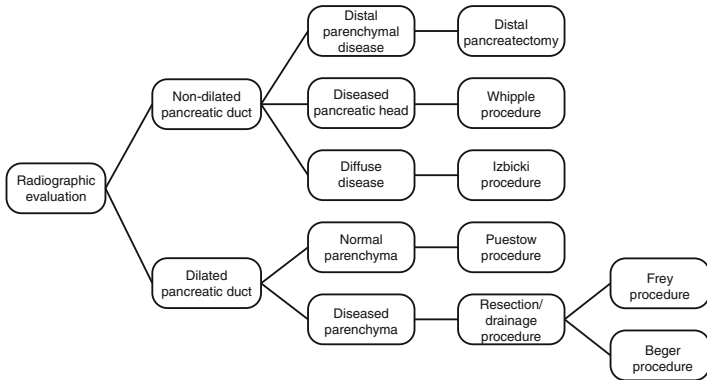 Radiographic
evaluation
Non-dilated
pancreatic duct
Dilated
pancreatic duct
Distal
parenchymal
disease
Diseased
pancreatic head
Diffuse
disease
Normal
parenchyma
Diseased
parenchyma
Distal
pancreatectomy
Whipple
procedure
Izbicki
procedure
Puestow
procedure
Resection/
drainage
procedure
Frey
procedure
Beger
procedure